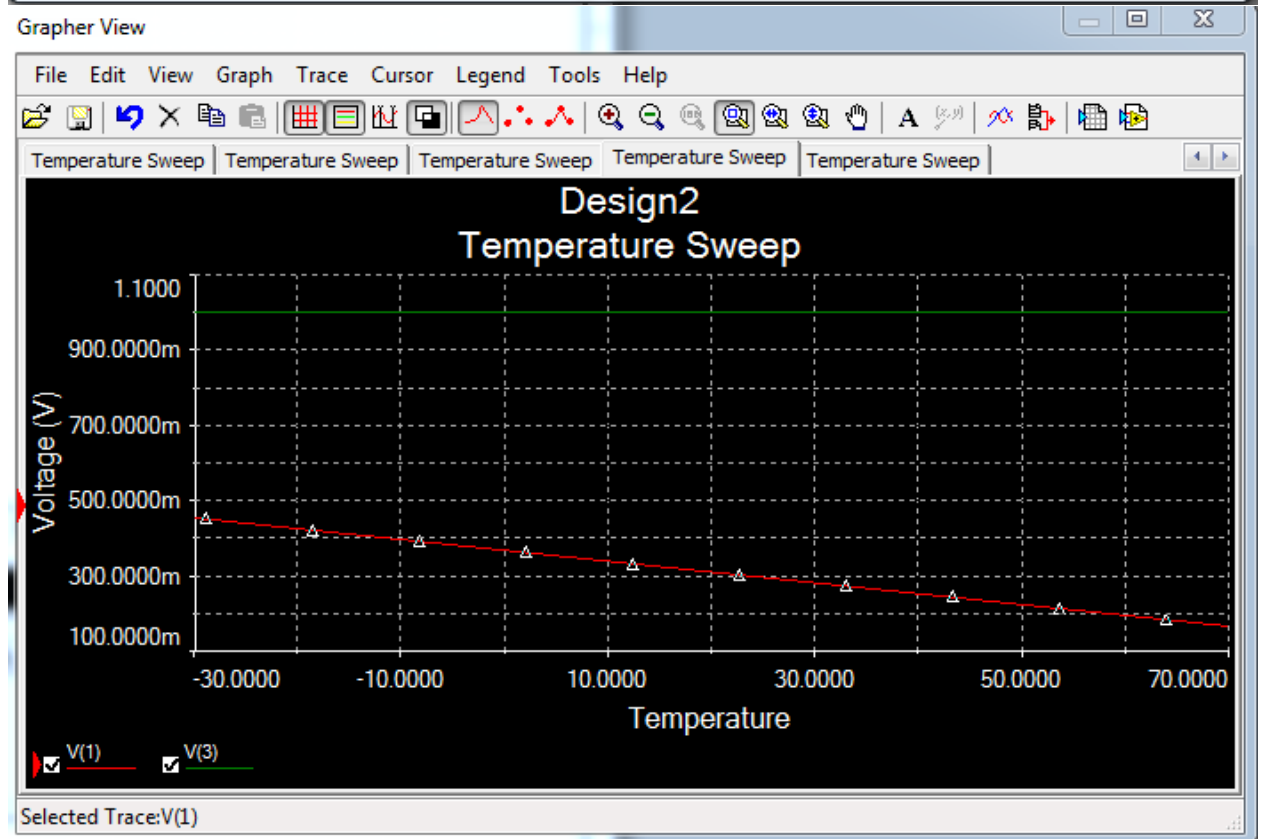 Grapher View
File Edit View Graph Trace Cursor Legend Tools Help
A
Temperature Sweep Temperature Sweep Temperature Sweep Temperature Sweep Temperature Sweep
Design2
Temperature Sweep
1.1000
900.0000m
700.0000m
500.0000m
300.0000m
100.0000m
Voltage (V)
-30.0000 -10.0000 10.0000 30.0000 50.0000 70.0000
Temperature
V(1) V(3)
Selected Trace:V(1)